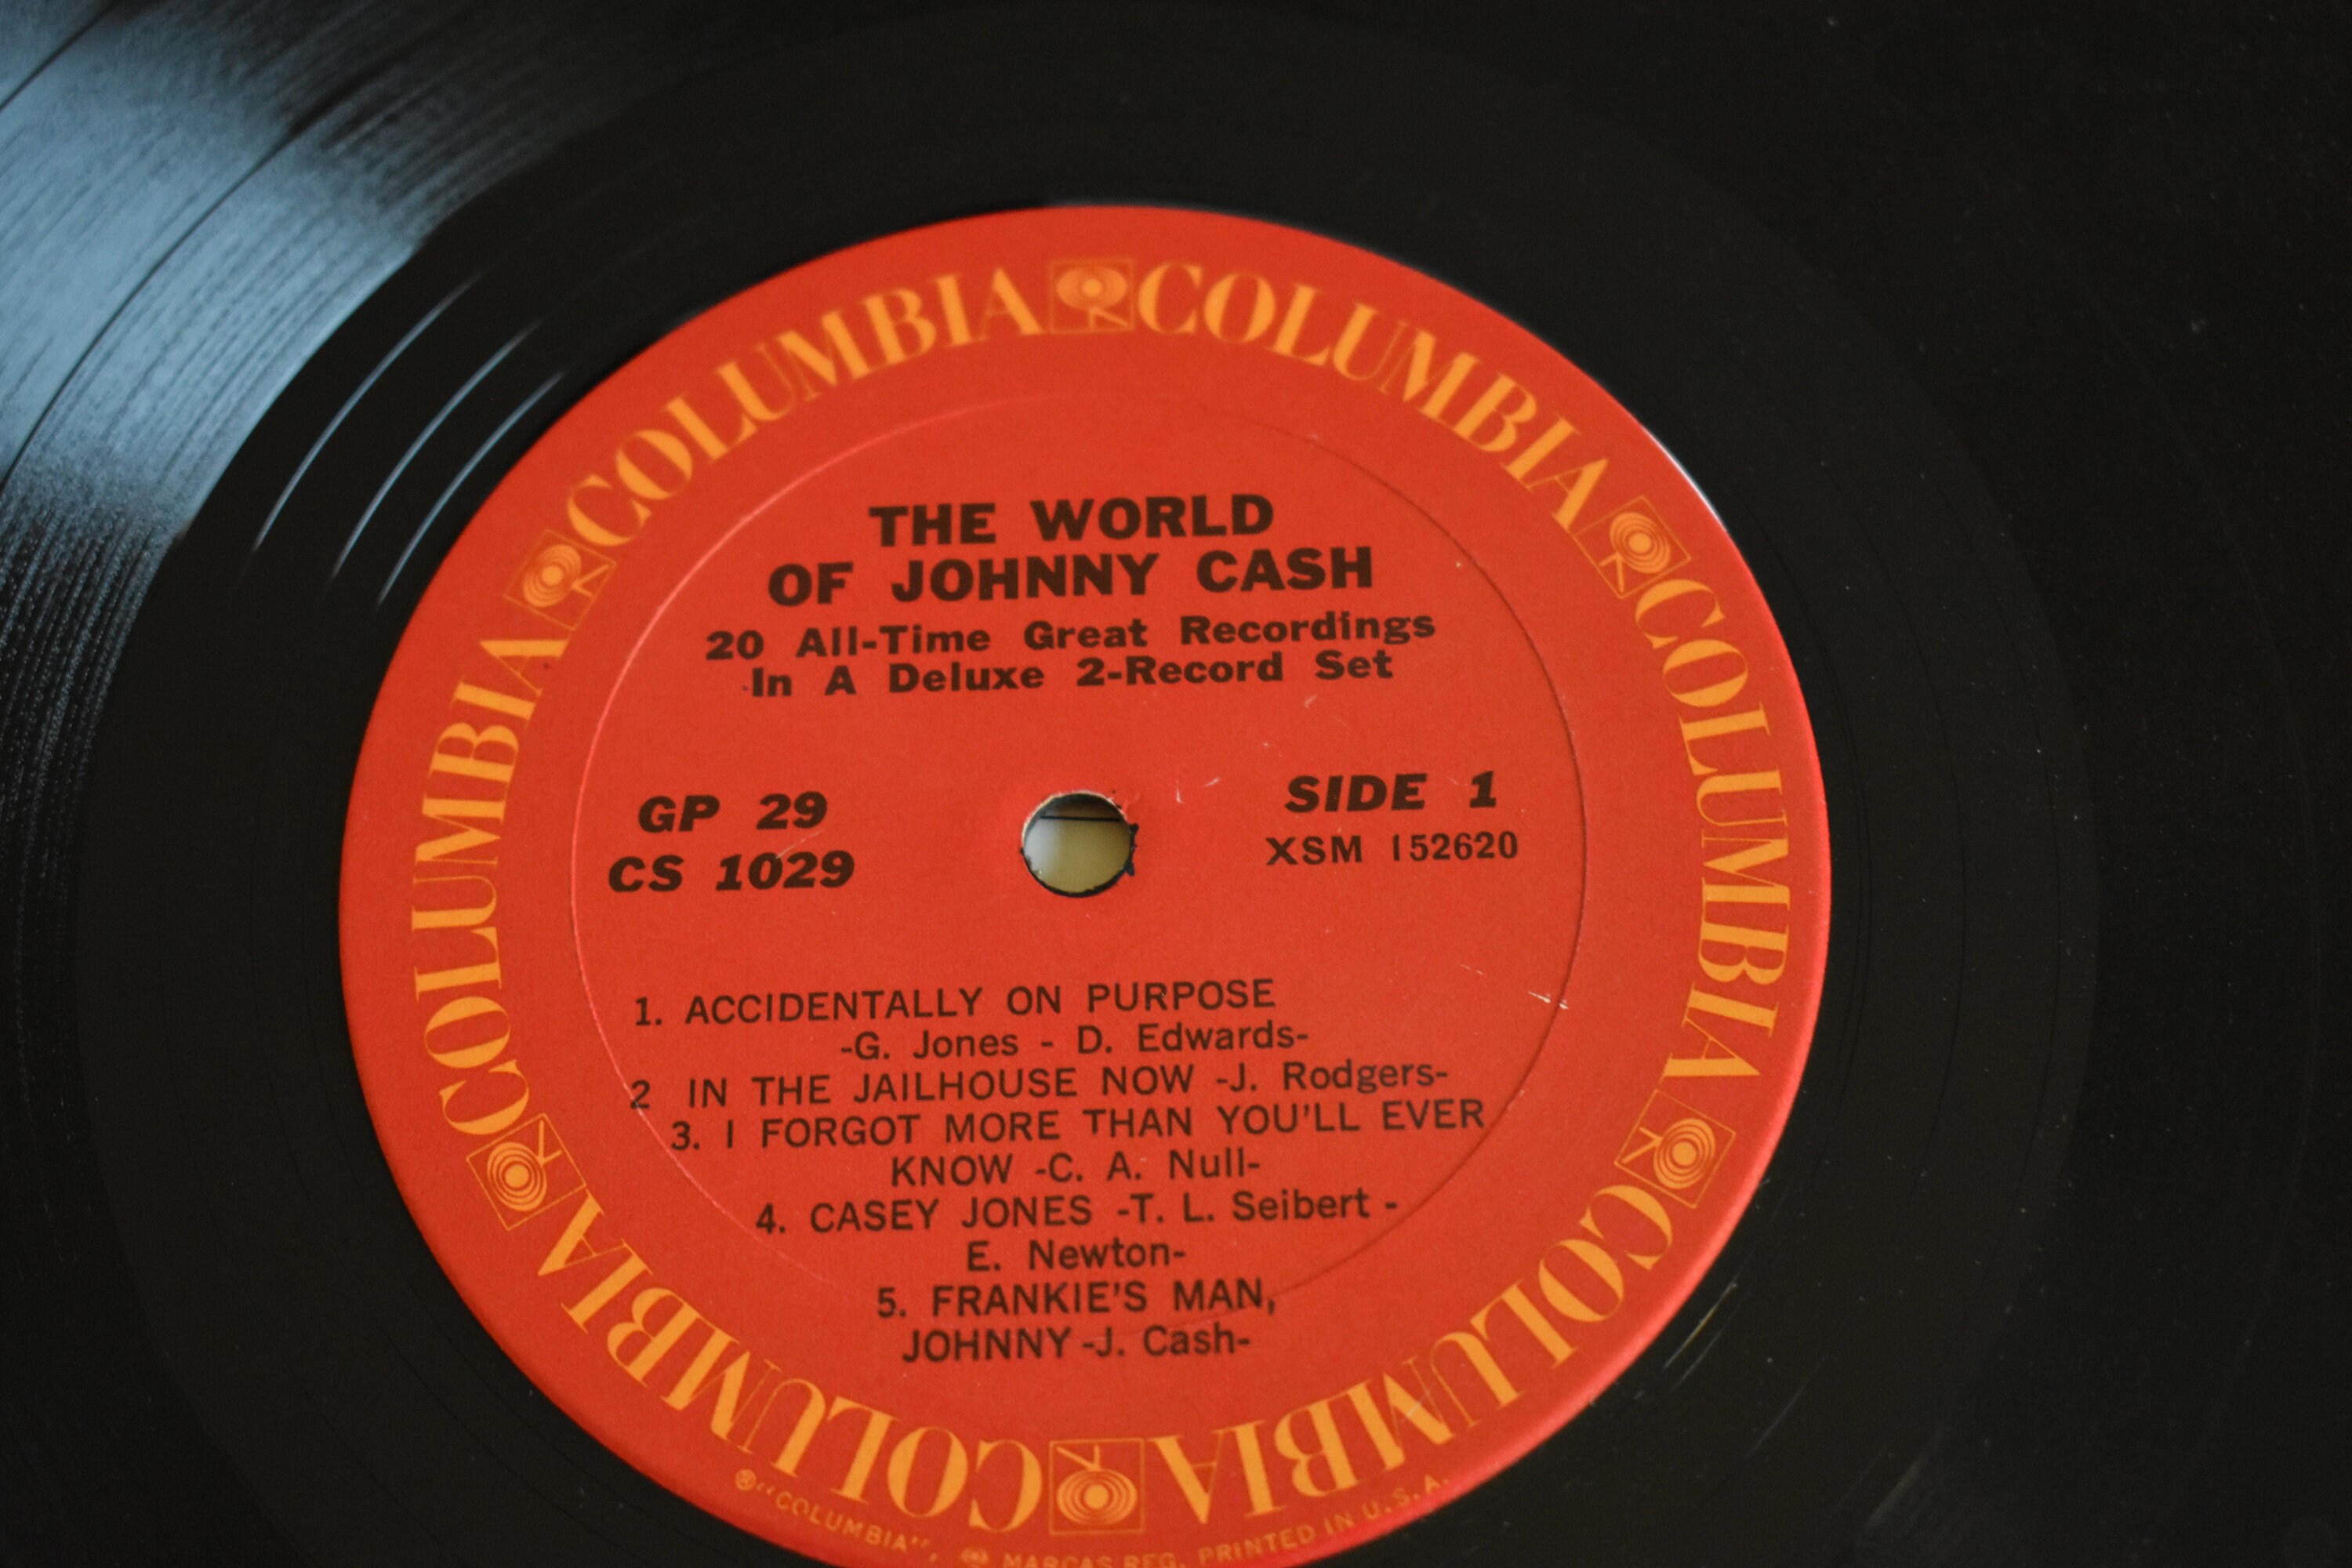 COLUMBIA COLUMBIA COLUMBIA COLUMBIA COLUMBIA COLUMBIA
THE WORLD
OF JOHNNY CASH
20 All-Time Great Recordings
In A Deluxe 2-Record Set
GP 29
CS 1029
SIDE 1
XSM 152620
1. ACCIDENTALLY ON PURPOSE
-G. Jones - D. Edwards-
2 IN THE JAILHOUSE NOW -J. Rodgers-
3. I FORGOT MORE THAN YOU'LL EVER
KNOW -C. A. Null-
4. CASEY JONES -T. L. Seibert -
E. Newton-
5. FRANKIE'S MAN,
JOHNNY -J. Cash-
® "COLUMBIA", MARCAS REG. PRINTED IN U.S.A.